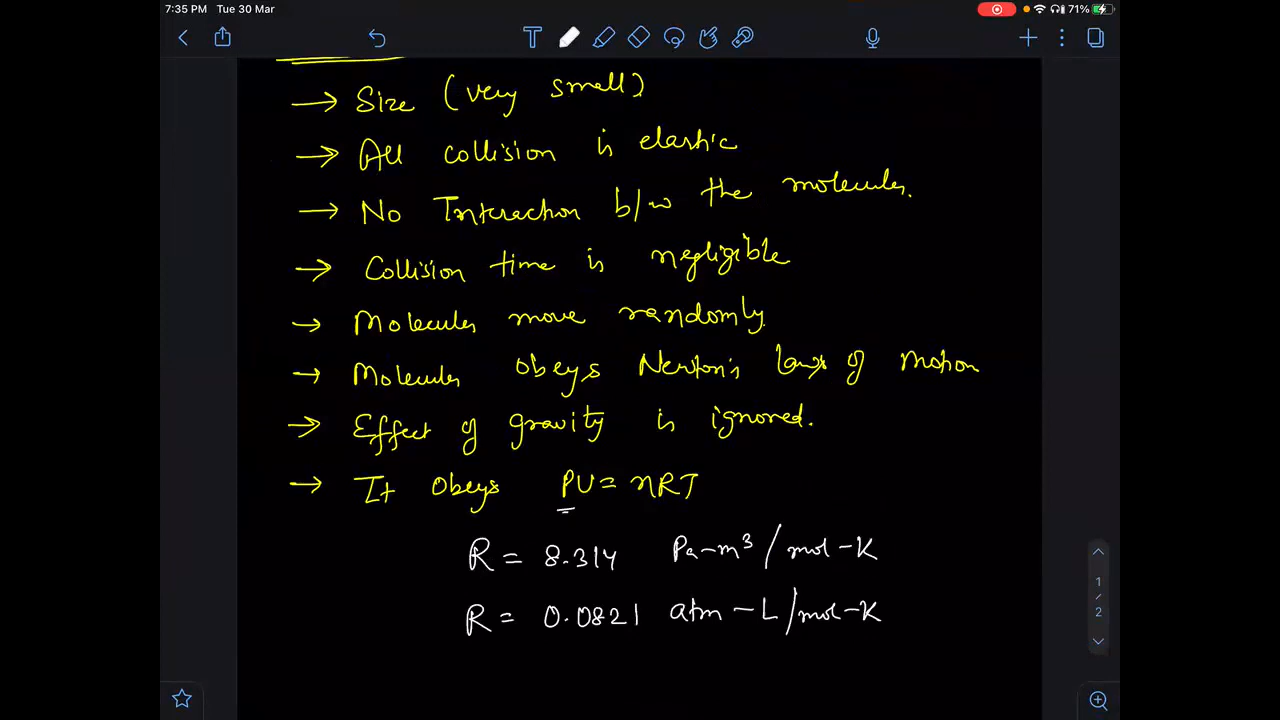 7:35 PM Tue 30 Mar
71%
T
→ Size (very small)
→ All collision is elastic
→ No Interaction b/w the molecules.
→ Collision time is negligible
→ Molecules move randomly.
→ Molecules obeys Newton's laws of motion
→ Effect of gravity is ignored.
→ It obeys PV = nRT
R = 8.314 Pa-m³/mol-K
R = 0.0821 atm-L/mol-K
1
/
2